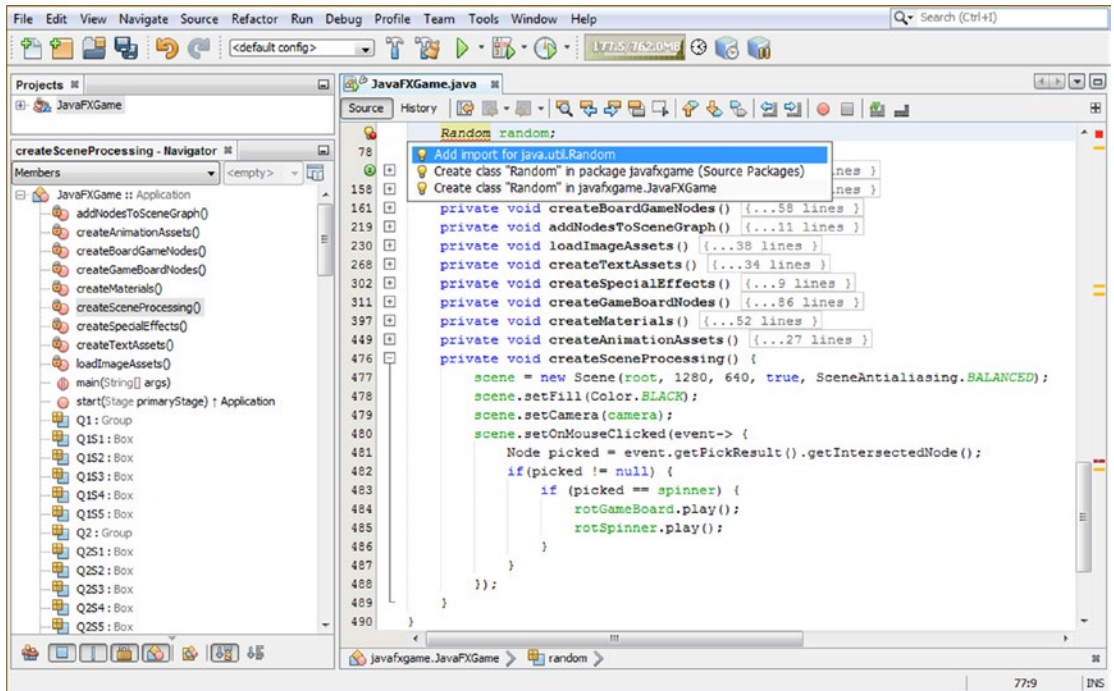 File Edit View Navigate Source Refactor Run Debug Profile Team Tools Window Help
Search (Ctrl+I)
<default config>
177.5/762.0MB
Projects
JavaFXGame
createSceneProcessing - Navigator
Members
<empty>
JavaFXGame :: Application
addNodesToSceneGraph()
createAnimationAssets()
createBoardGameNodes()
createGameBoardNodes()
createMaterials()
createSceneProcessing()
createSpecialEffects()
createTextAssets()
loadImageAssets()
main(String[] args)
start(Stage primaryStage) ↑ Application
Q1 : Group
Q1S1 : Box
Q1S2 : Box
Q1S3 : Box
Q1S4 : Box
Q1S5 : Box
Q2 : Group
Q2S1 : Box
Q2S2 : Box
Q2S3 : Box
Q2S4 : Box
Q2S5 : Box
JavaFXGame.java
Source History
Random random;
78
Add import for java.util.Random
Create class "Random" in package javafxgame (Source Packages)
Create class "Random" in javafxgame.JavaFXGame
nes }
158 nes }
161 private void createBoardGameNodes() {...58 lines }
219 private void addNodesToSceneGraph() {...11 lines }
230 private void loadImageAssets() {...38 lines }
268 private void createTextAssets() {...34 lines }
302 private void createSpecialEffects() {...9 lines }
311 private void createGameBoardNodes() {...86 lines }
397 private void createMaterials() {...52 lines }
449 private void createAnimationAssets() {...27 lines }
476 private void createSceneProcessing() {
477 scene = new Scene(root, 1280, 640, true, SceneAntialiasing.BALANCED);
478 scene.setFill(Color.BLACK);
479 scene.setCamera(camera);
480 scene.setOnMouseClicked(event-> {
481 Node picked = event.getPickResult().getIntersectedNode();
482 if(picked != null) {
483 if (picked == spinner) {
484 rotGameBoard.play();
485 rotSpinner.play();
486 }
487 }
488 });
489 }
490 }
javafxgame.JavaFXGame
random
77:9 INS